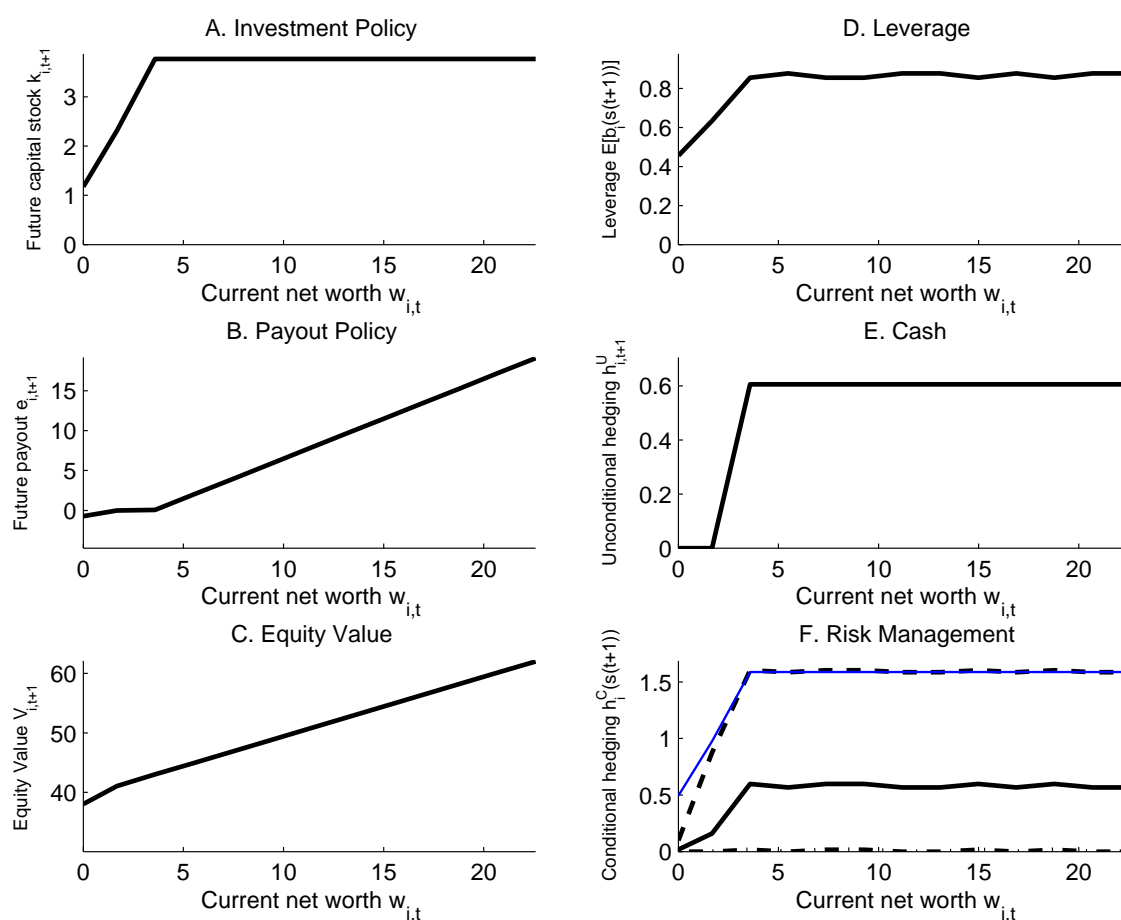 A. Investment Policy
Future capital stock k_{i,t+1}
3
2
1
0
0 5 10 15 20
Current net worth w_{i,t}
B. Payout Policy
Future payout e_{i,t+1}
15
10
5
0
0 5 10 15 20
Current net worth w_{i,t}
C. Equity Value
Equity Value V_{i,t+1}
60
50
40
0 5 10 15 20
Current net worth w_{i,t}
D. Leverage
Leverage E[b_i(s(t+1))]
0.8
0.6
0.4
0.2
0
0 5 10 15 20
Current net worth w_{i,t}
E. Cash
Unconditional hedging h^U_{i,t+1}
0.6
0.4
0.2
0
0 5 10 15 20
Current net worth w_{i,t}
F. Risk Management
Conditional hedging h^C_i(s(t+1))
1.5
1
0.5
0
0 5 10 15 20
Current net worth w_{i,t}